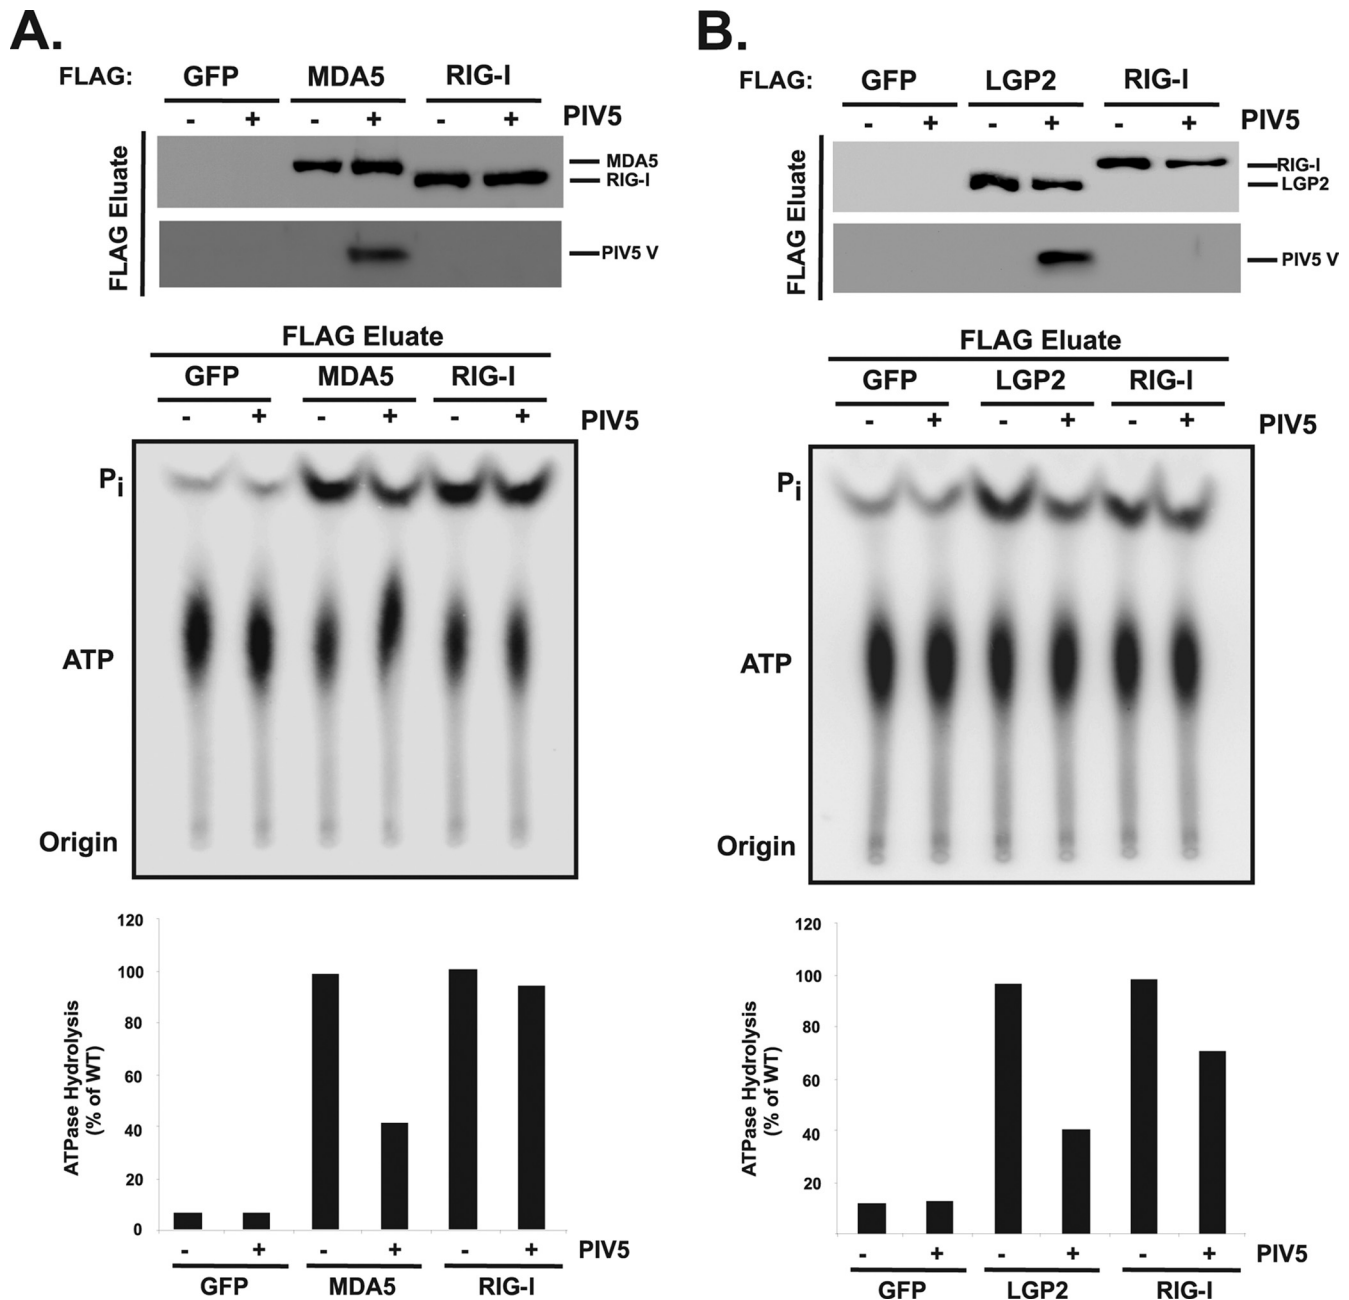 A.
FLAG: GFP MDA5 RIG-I
- + - + - + PIV5
FLAG Eluate
MDA5
RIG-I
PIV5 V
FLAG Eluate
GFP MDA5 RIG-I
- + - + - + PIV5
Pi
ATP
Origin
ATPase Hydrolysis
(% of WT)
120
100
80
60
40
20
0
- + - + - + PIV5
GFP MDA5 RIG-I
B.
FLAG: GFP LGP2 RIG-I
- + - + - + PIV5
FLAG Eluate
RIG-I
LGP2
PIV5 V
FLAG Eluate
GFP LGP2 RIG-I
- + - + - + PIV5
Pi
ATP
Origin
ATPase Hydrolysis
(% of WT)
120
100
80
60
40
20
- + - + - + PIV5
GFP LGP2 RIG-I